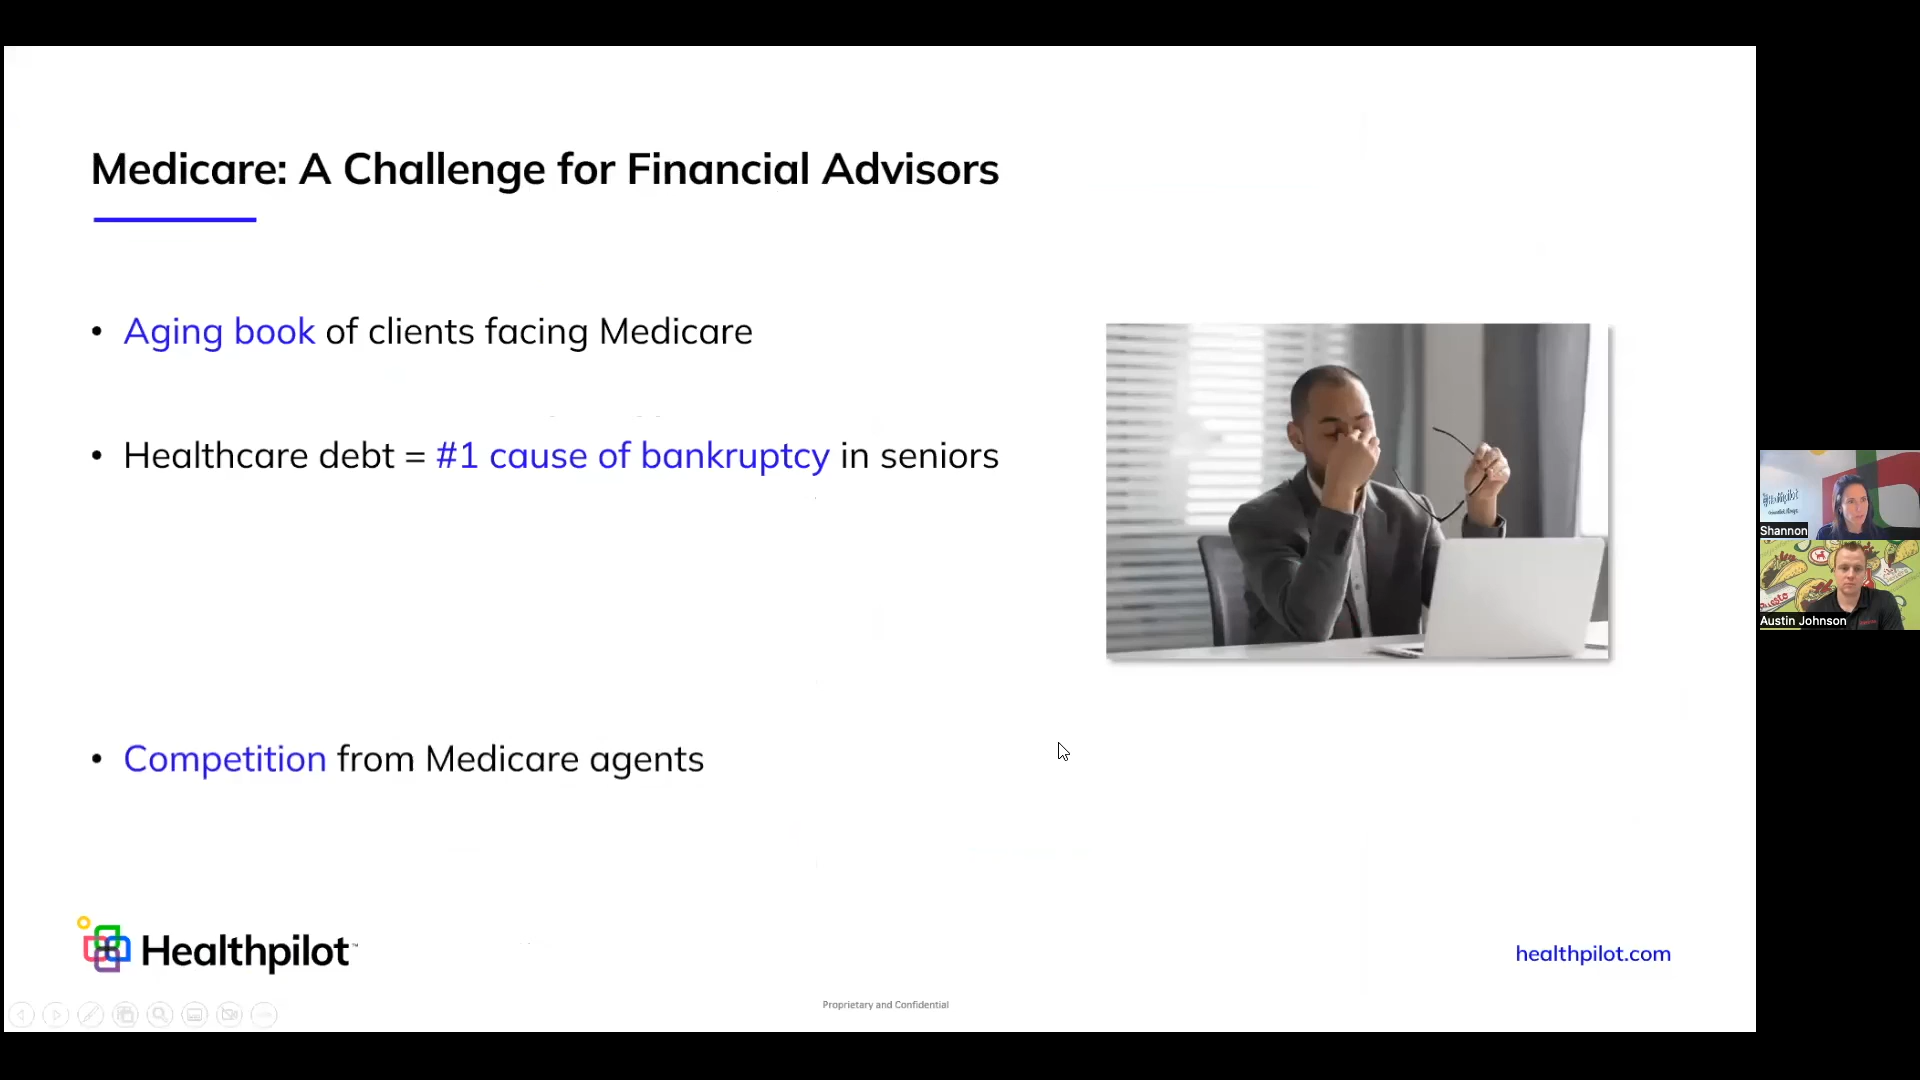 Medicare: A Challenge for Financial Advisors
• Aging book of clients facing Medicare
• Healthcare debt = #1 cause of bankruptcy in seniors
• Competition from Medicare agents
Healthpilot™
healthpilot.com
Proprietary and Confidential
Shannon
Austin Johnson